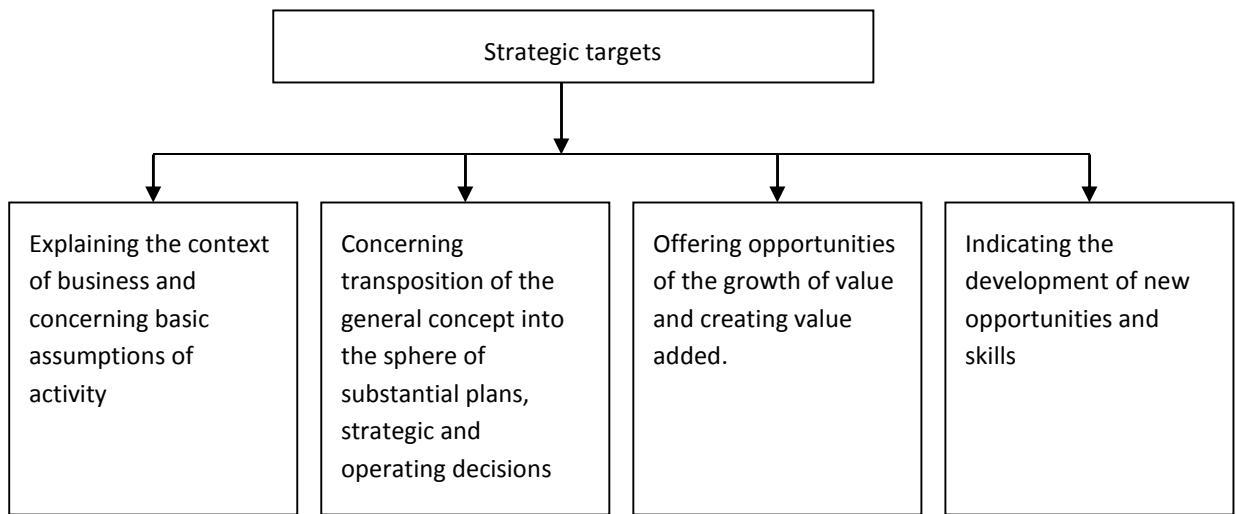 Strategic targets
Explaining the context
of business and
concerning basic
assumptions of
activity
Concerning
transposition of the
general concept into
the sphere of
substantial plans,
strategic and
operating decisions
Offering opportunities
of the growth of value
and creating value
added.
Indicating the
development of new
opportunities and
skills